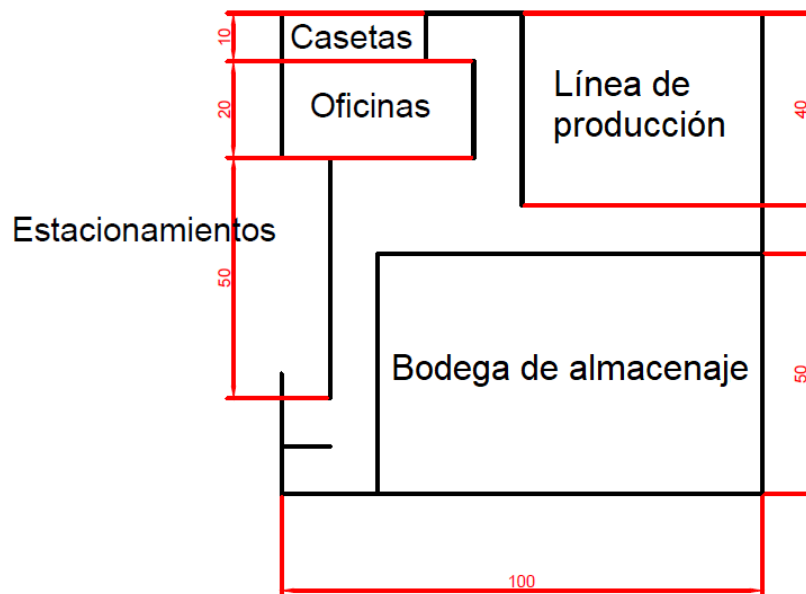 Casetas
10
Oficinas
20
Línea de
producción
40
Estacionamientos
50
Bodega de almacenaje
50
100